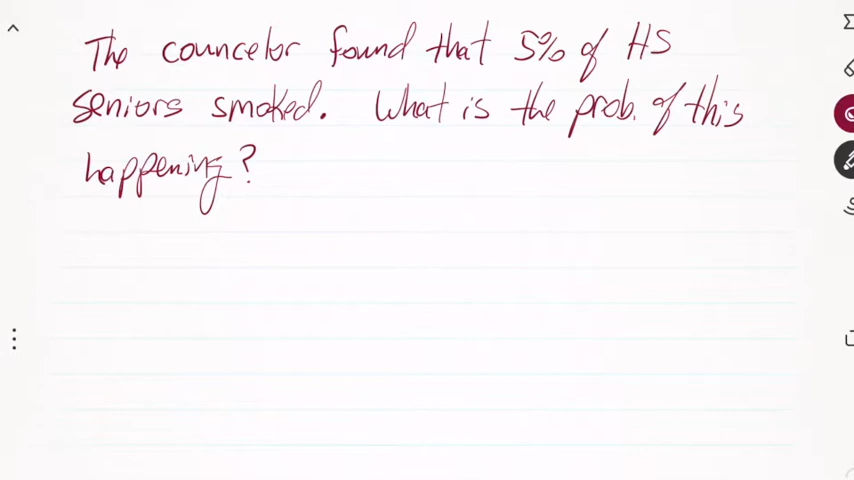 The councelor found that 5% of HS
seniors smoked. What is the prob. of this
happening?